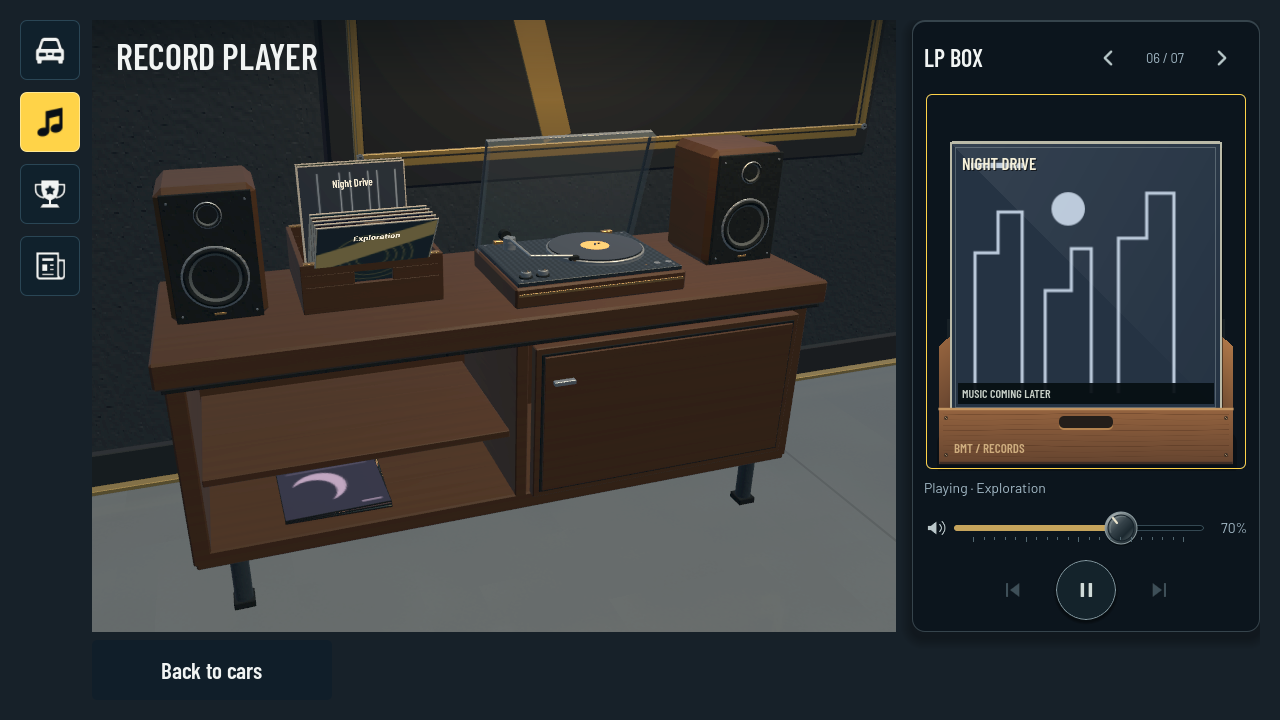 RECORD PLAYER
Night Drive
Exploration
Back to cars
LP BOX
06 / 07
NIGHT DRIVE
MUSIC COMING LATER
BMT / RECORDS
Playing · Exploration
70%